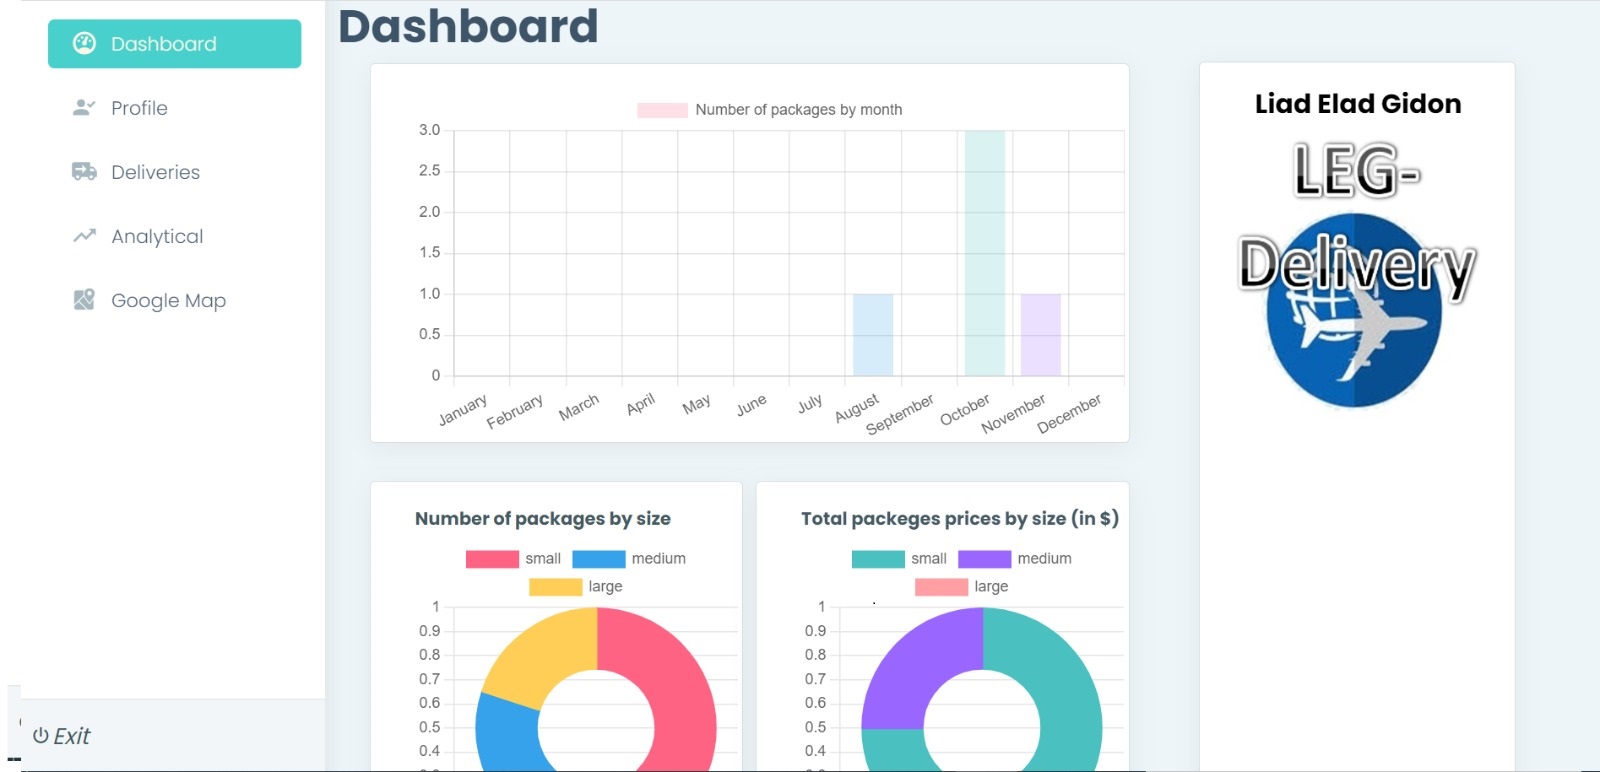 Dashboard
Profile
Deliveries
Analytical
Google Map
Exit
Dashboard
Number of packages by month
3.0
2.5
2.0
1.5
1.0
0.5
0
January February March April May June July August September October November December
Number of packages by size
small medium
large
1
0.9
0.8
0.7
0.6
0.5
0.4
Total packeges prices by size (in $)
small medium
large
1
0.9
0.8
0.7
0.6
0.5
0.4
Liad Elad Gidon
LEG-
Delivery